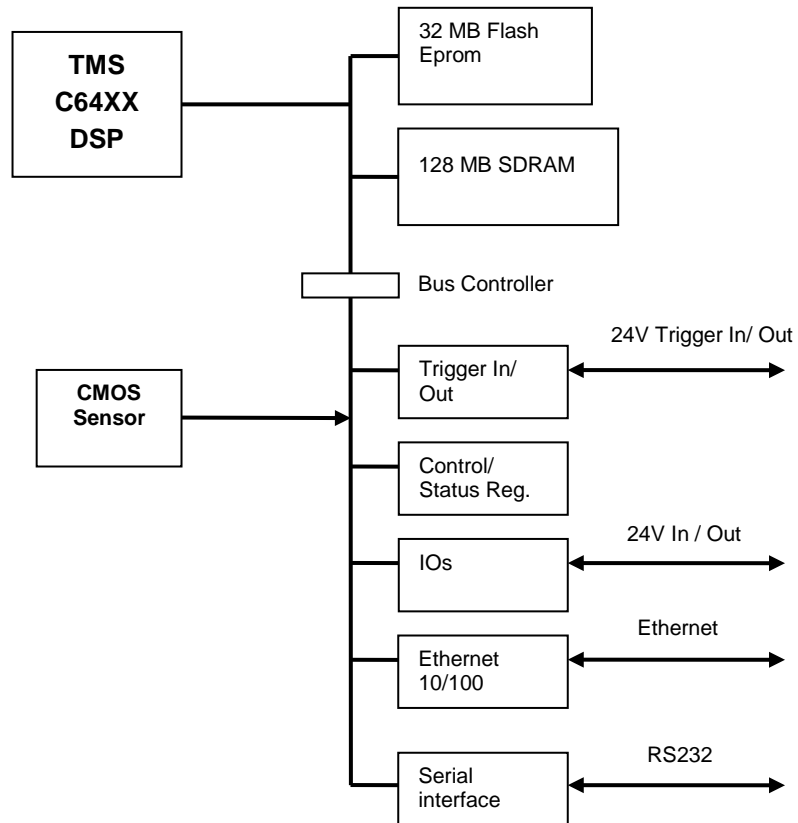 TMS
C64XX
DSP
32 MB Flash
Eprom
128 MB SDRAM
Bus Controller
24V Trigger In/ Out
Trigger In/
Out
CMOS
Sensor
Control/
Status Reg.
24V In / Out
IOs
Ethernet
Ethernet
10/100
RS232
Serial
interface